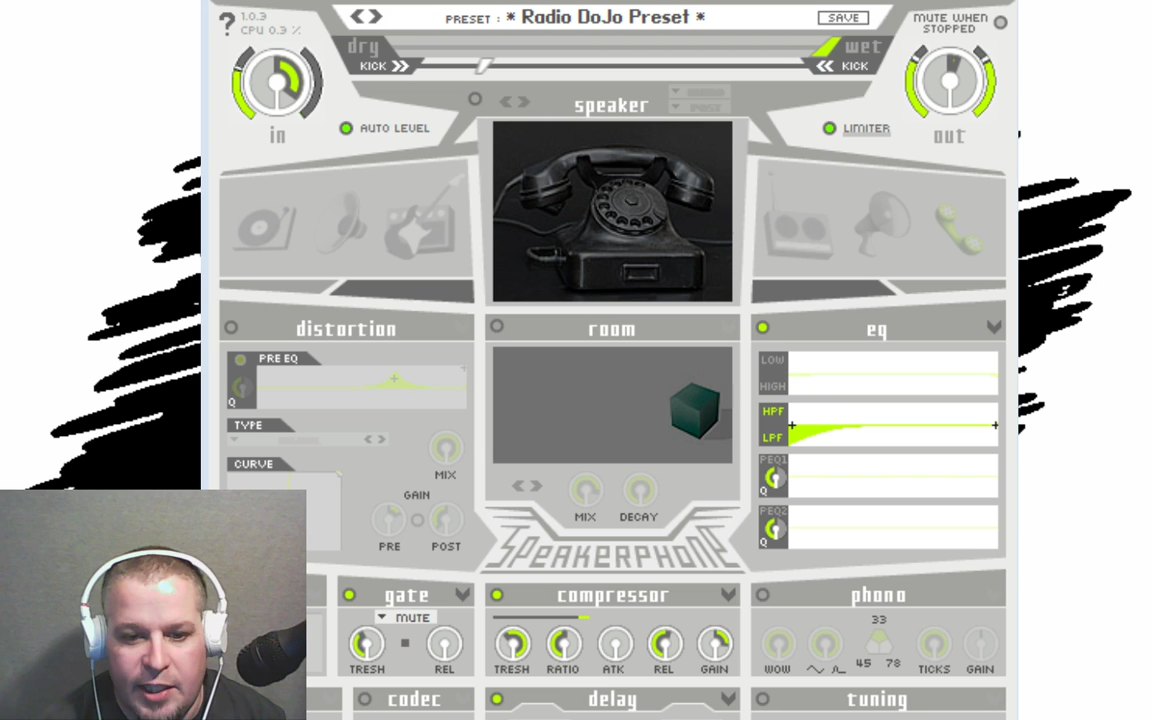 ? 1.0.3
CPU 0.3 %
PRESET : * Radio DoJo Preset *
SAVE
MUTE WHEN
STOPPED
dry
wet
KICK
KICK
speaker
in
AUTO LEVEL
LIMITER
out
distortion
room
eq
PRE EQ
Q
TYPE
CURVE
MIX
GAIN
PRE
POST
MIX
DECAY
SPEAKERPHONE
LOW
HIGH
HPF
LPF
PEQ1
Q
PEQ2
Q
gate
MUTE
TRESH
REL
compressor
TRESH
RATIO
ATK
REL
GAIN
phono
33
45
78
WOW
TICKS
GAIN
codec
delay
tuning